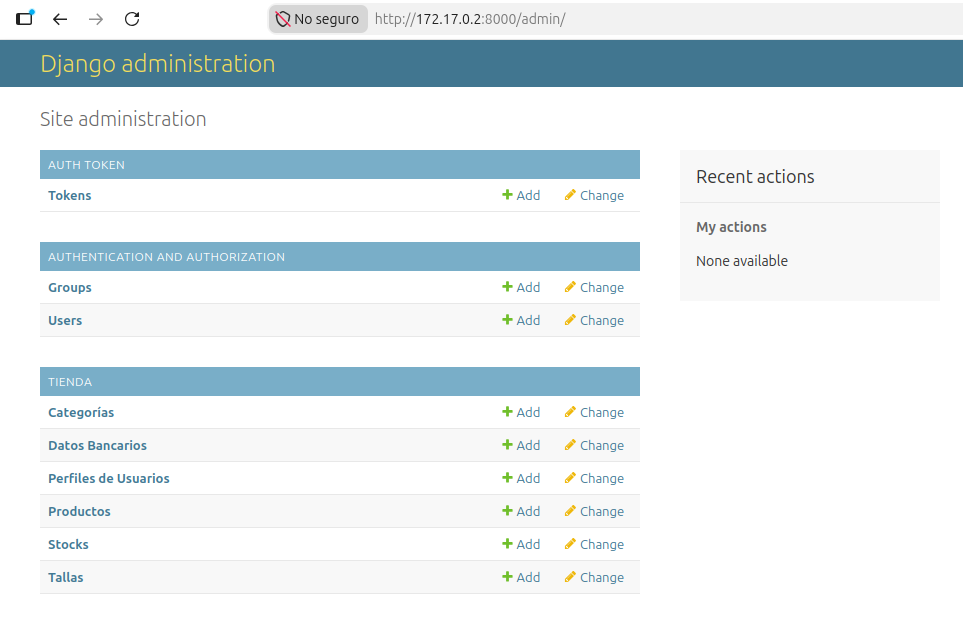 No seguro http://172.17.0.2:8000/admin/
Django administration
Site administration
AUTH TOKEN
Tokens Add Change
AUTHENTICATION AND AUTHORIZATION
Groups Add Change
Users Add Change
TIENDA
Categorías Add Change
Datos Bancarios Add Change
Perfiles de Usuarios Add Change
Productos Add Change
Stocks Add Change
Tallas Add Change
Recent actions
My actions
None available